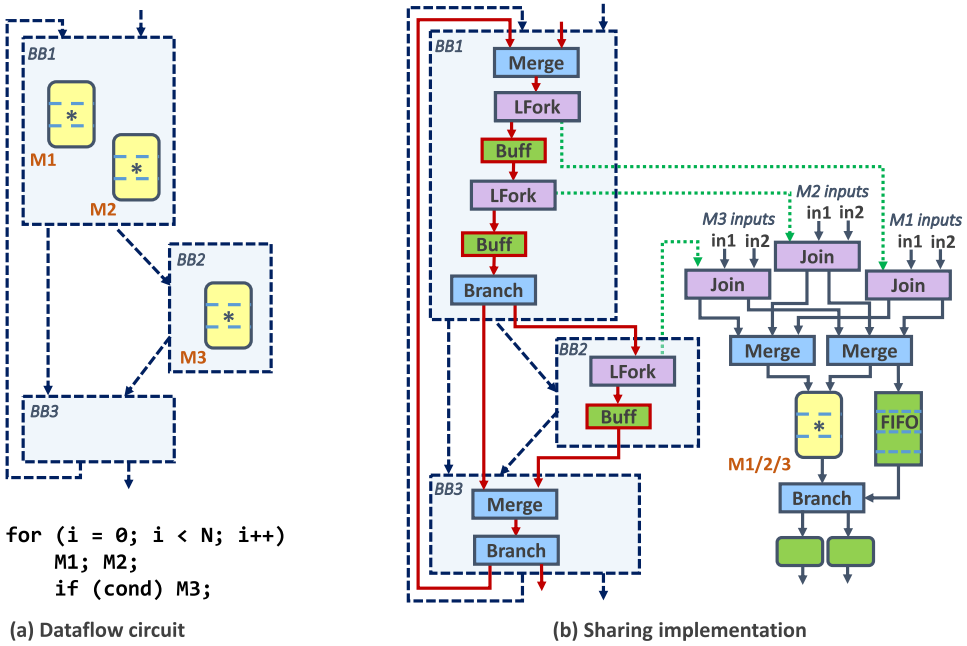 BB1
*
M1
*
M2
BB2
*
M3
BB3
for (i = 0; i < N; i++)
M1; M2;
if (cond) M3;
(a) Dataflow circuit
BB1
Merge
LFork
Buff
LFork
Buff
Branch
BB2
LFork
Buff
BB3
Merge
Branch
M3 inputs
in1 in2
Join
M2 inputs
in1 in2
Join
M1 inputs
in1 in2
Join
Merge
Merge
*
FIFO
M1/2/3
Branch
(b) Sharing implementation